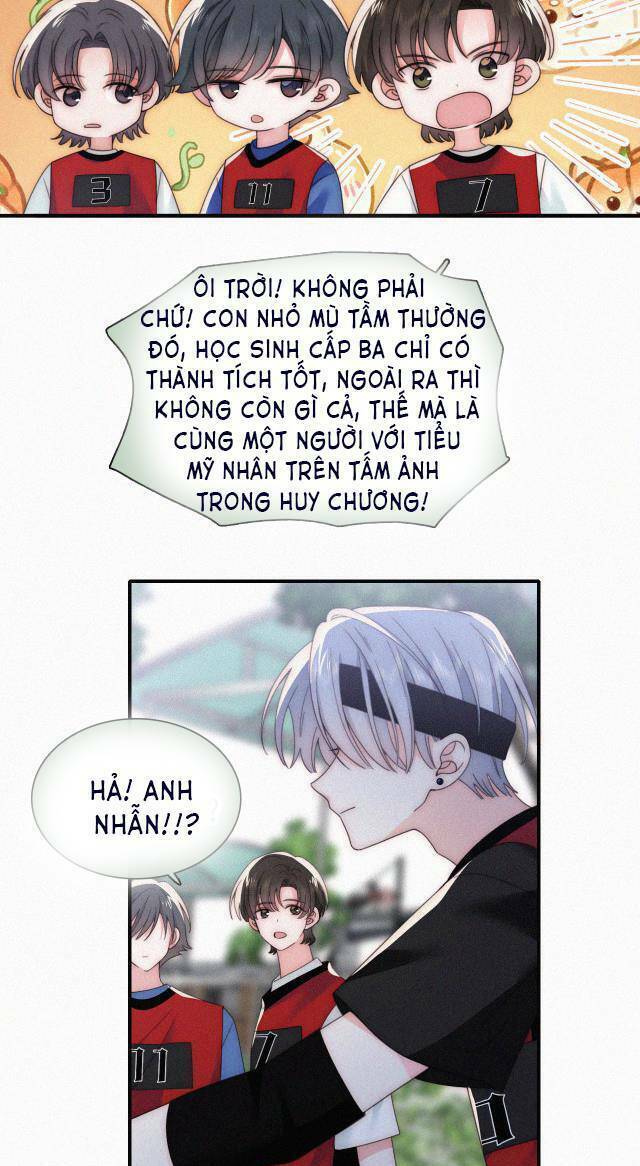 3
11
7
ÔI TRỜI! KHÔNG PHẢI
CHỨ! CON NHỎ MÙ TẦM THƯỜNG
ĐÓ, HỌC SINH CẤP BA CHỈ CÓ
THÀNH TÍCH TỐT, NGOÀI RA THÌ
KHÔNG CÒN GÌ CẢ, THẾ MÀ LÀ
CÙNG MỘT NGƯỜI VỚI TIỂU
MỸ NHÂN TRÊN TẤM ẢNH
TRONG HUY CHƯƠNG!
HẢ! ANH
NHẪN!!?
11
7
1